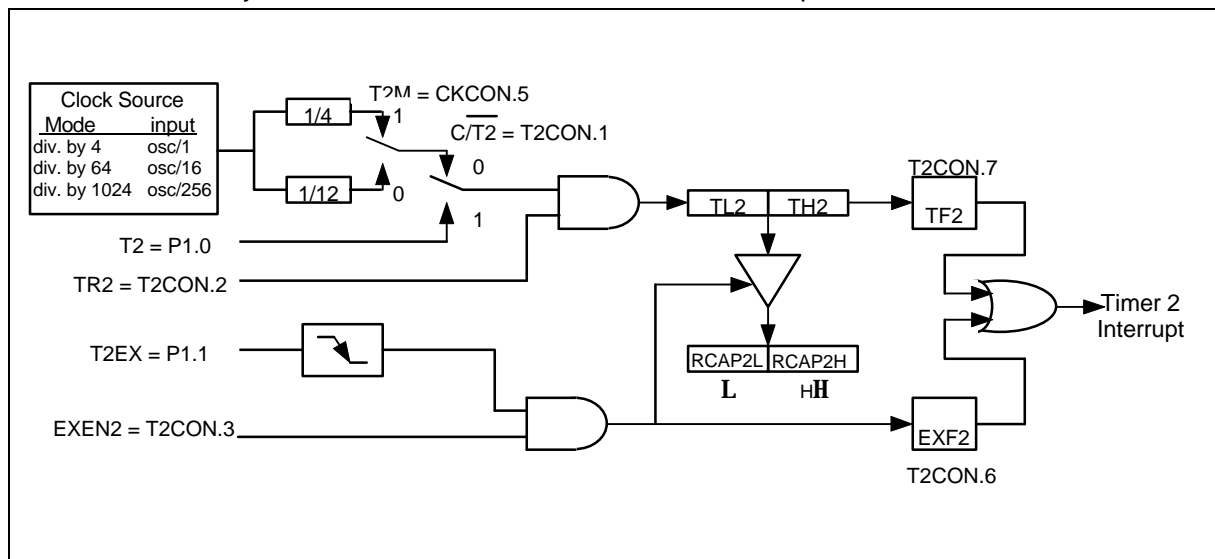 Clock Source
Mode input
div. by 4 osc/1
div. by 64 osc/16
div. by 1024 osc/256
1/4
1/12
T2M = CKCON.5
1
0
C/T2 = T2CON.1
0
1
T2 = P1.0
TR2 = T2CON.2
TL2 TH2
T2CON.7
TF2
Timer 2
Interrupt
T2EX = P1.1
RCAP2L RCAP2H
L HH
EXEN2 = T2CON.3
EXF2
T2CON.6